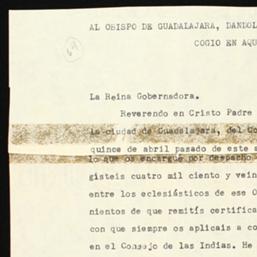 AL OBISPO DE GUADALAJARA, DANDOL
COGIO EN AQU
69
La Reina Gobernadora.
Reverendo en Cristo Padre
la ciudad de Guadalajara, del Co
quince de abril pasado de este a
lo que os encargué por despacho
gisteis cuatro mil ciento y vein
entre los eclesiásticos de ese O
nientos de que remitís certifica
con que siempre os aplicais a co
en el Consejo de las Indias. He